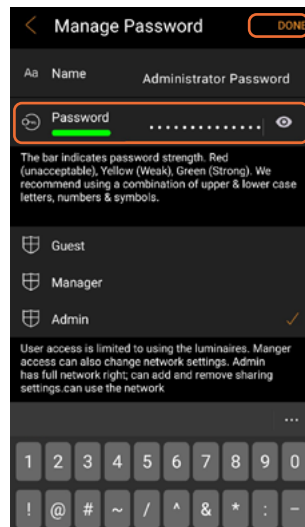 < Manage Password DONE
Aa Name Administrator Password
Password ..............
The bar indicates password strength. Red
(unacceptable), Yellow (Weak), Green (Strong). We
recommend using a combination of upper & lower case
letters, numbers & symbols.
Guest
Manager
Admin ✓
User access is limited to using the luminaires. Manger
access can also change network settings. Admin
has full network right; can add and remove sharing
settings.can use the network
...
1 2 3 4 5 6 7 8 9 0
! @ # ~ / ^ & * : -